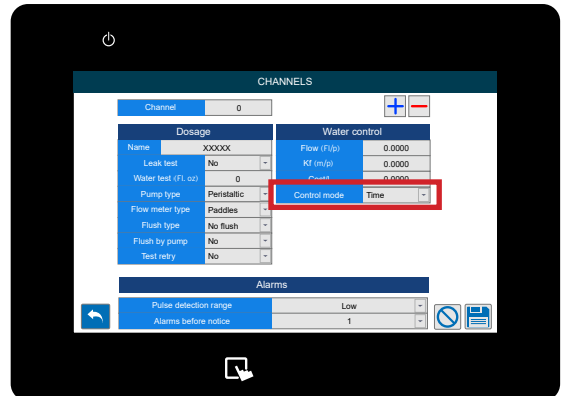 CHANNELS
Channel 0
Dosage
Name XXXXX
Leak test No
Water test (Fl. oz) 0
Pump type Peristaltic
Flow meter type Paddles
Flush type No flush
Flush by pump No
Test retry No
Water control
Flow (Fl/p) 0.0000
Kf (m/p) 0.0000
Cost/l 0.0000
Control mode Time
Alarms
Pulse detection range Low
Alarms before notice 1